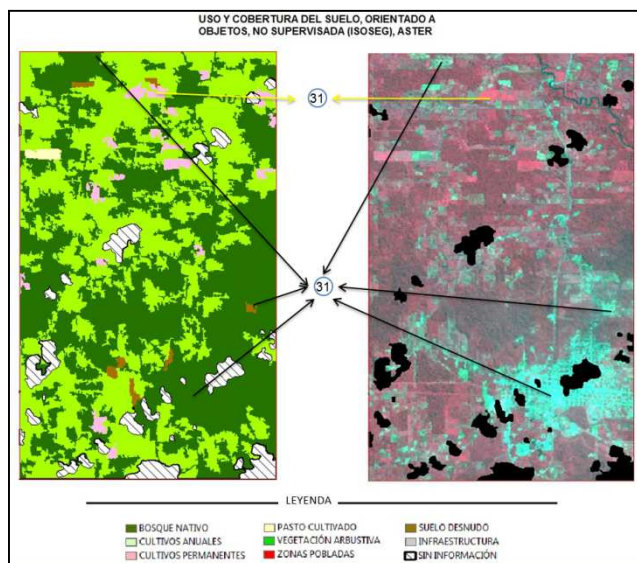 USO Y COBERTURA DEL SUELO, ORIENTADO A
OBJETOS, NO SUPERVISADA (ISOSEG), ASTER
31
31
LEYENDA
BOSQUE NATIVO
PASTO CULTIVADO
SUELO DESNUDO
CULTIVOS ANUALES
VEGETACIÓN ARBUSTIVA
INFRAESTRUCTURA
CULTIVOS PERMANENTES
ZONAS POBLADAS
SIN INFORMACIÓN